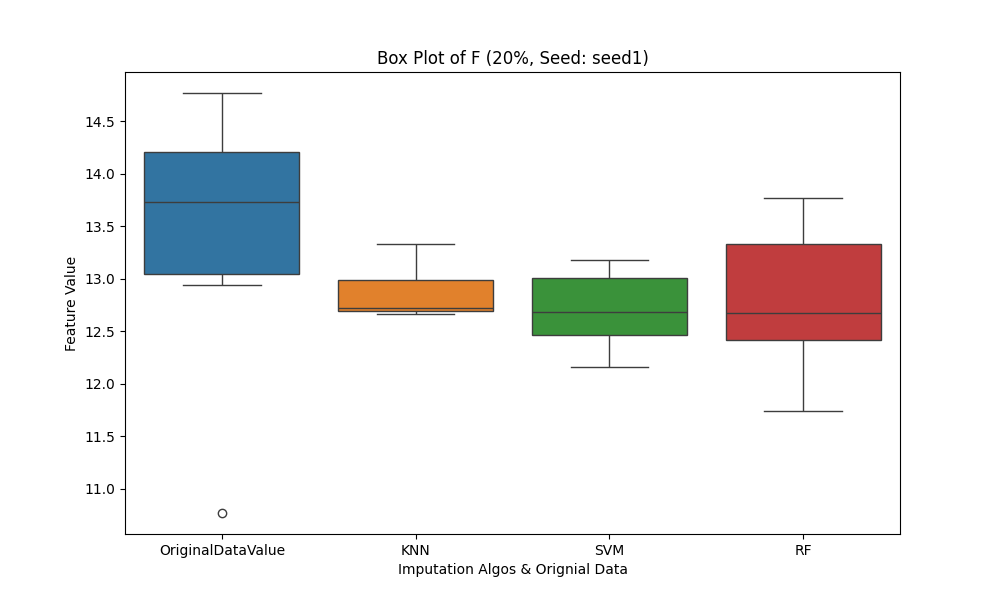 Box Plot of F (20%, Seed: seed1)
Feature Value
14.5
14.0
13.5
13.0
12.5
12.0
11.5
11.0
OriginalDataValue KNN SVM RF
Imputation Algos & Orignial Data